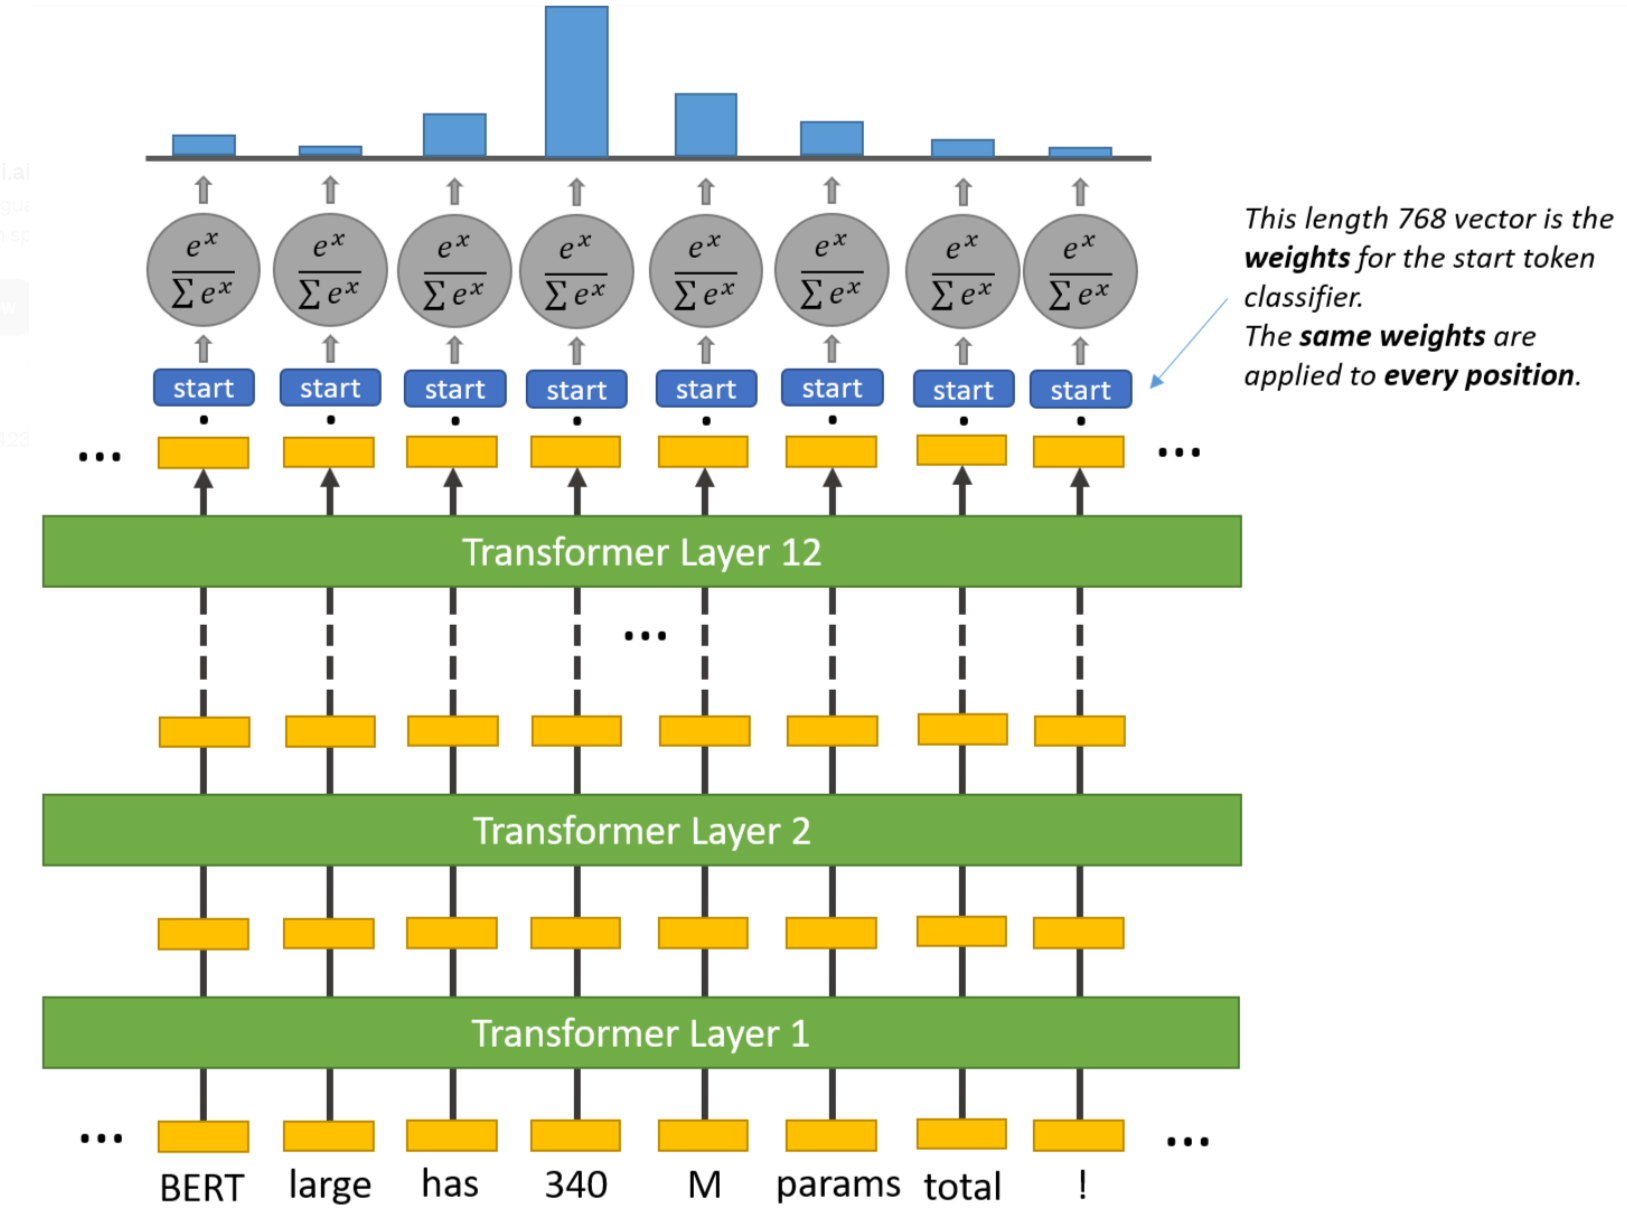 e^x / ∑ e^x e^x / ∑ e^x e^x / ∑ e^x e^x / ∑ e^x e^x / ∑ e^x e^x / ∑ e^x e^x / ∑ e^x e^x / ∑ e^x
This length 768 vector is the
weights for the start token
classifier.
The same weights are
applied to every position.
start start start start start start start start
... ...
Transformer Layer 12
...
Transformer Layer 2
Transformer Layer 1
... ...
BERT large has 340 M params total !